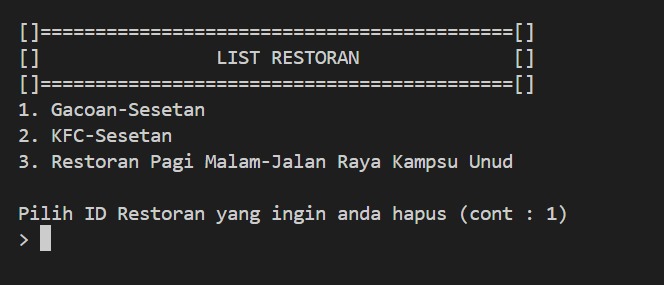 []===========================================[]
[] LIST RESTORAN []
[]===========================================[]
1. Gacoan-Sesetan
2. KFC-Sesetan
3. Restoran Pagi Malam-Jalan Raya Kampsu Unud
Pilih ID Restoran yang ingin anda hapus (cont : 1)
>